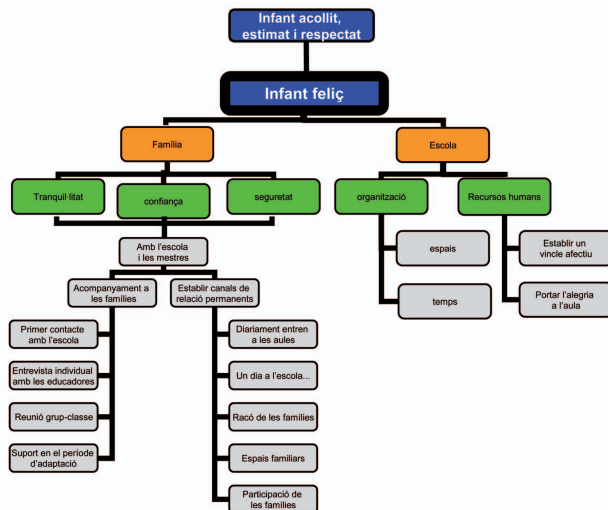 Infant acollit,
estimat i respectat
Infant feliç
Família
Escola
Tranquil·litat
confiança
seguretat
organització
Recursos humans
Amb l'escola
i les mestres
espais
Establir un
vincle afectiu
Acompanyament a
les famílies
Establir canals de
relació permanents
temps
Portar l'alegria
a l'aula
Primer contacte
amb l'escola
Diariament entren
a les aules
Entrevista individual
amb les educadores
Un dia a l'escola...
Reunió grup-classe
Racó de les famílies
Suport en el període
d'adaptació
Espais familiars
Participació de
les famílies